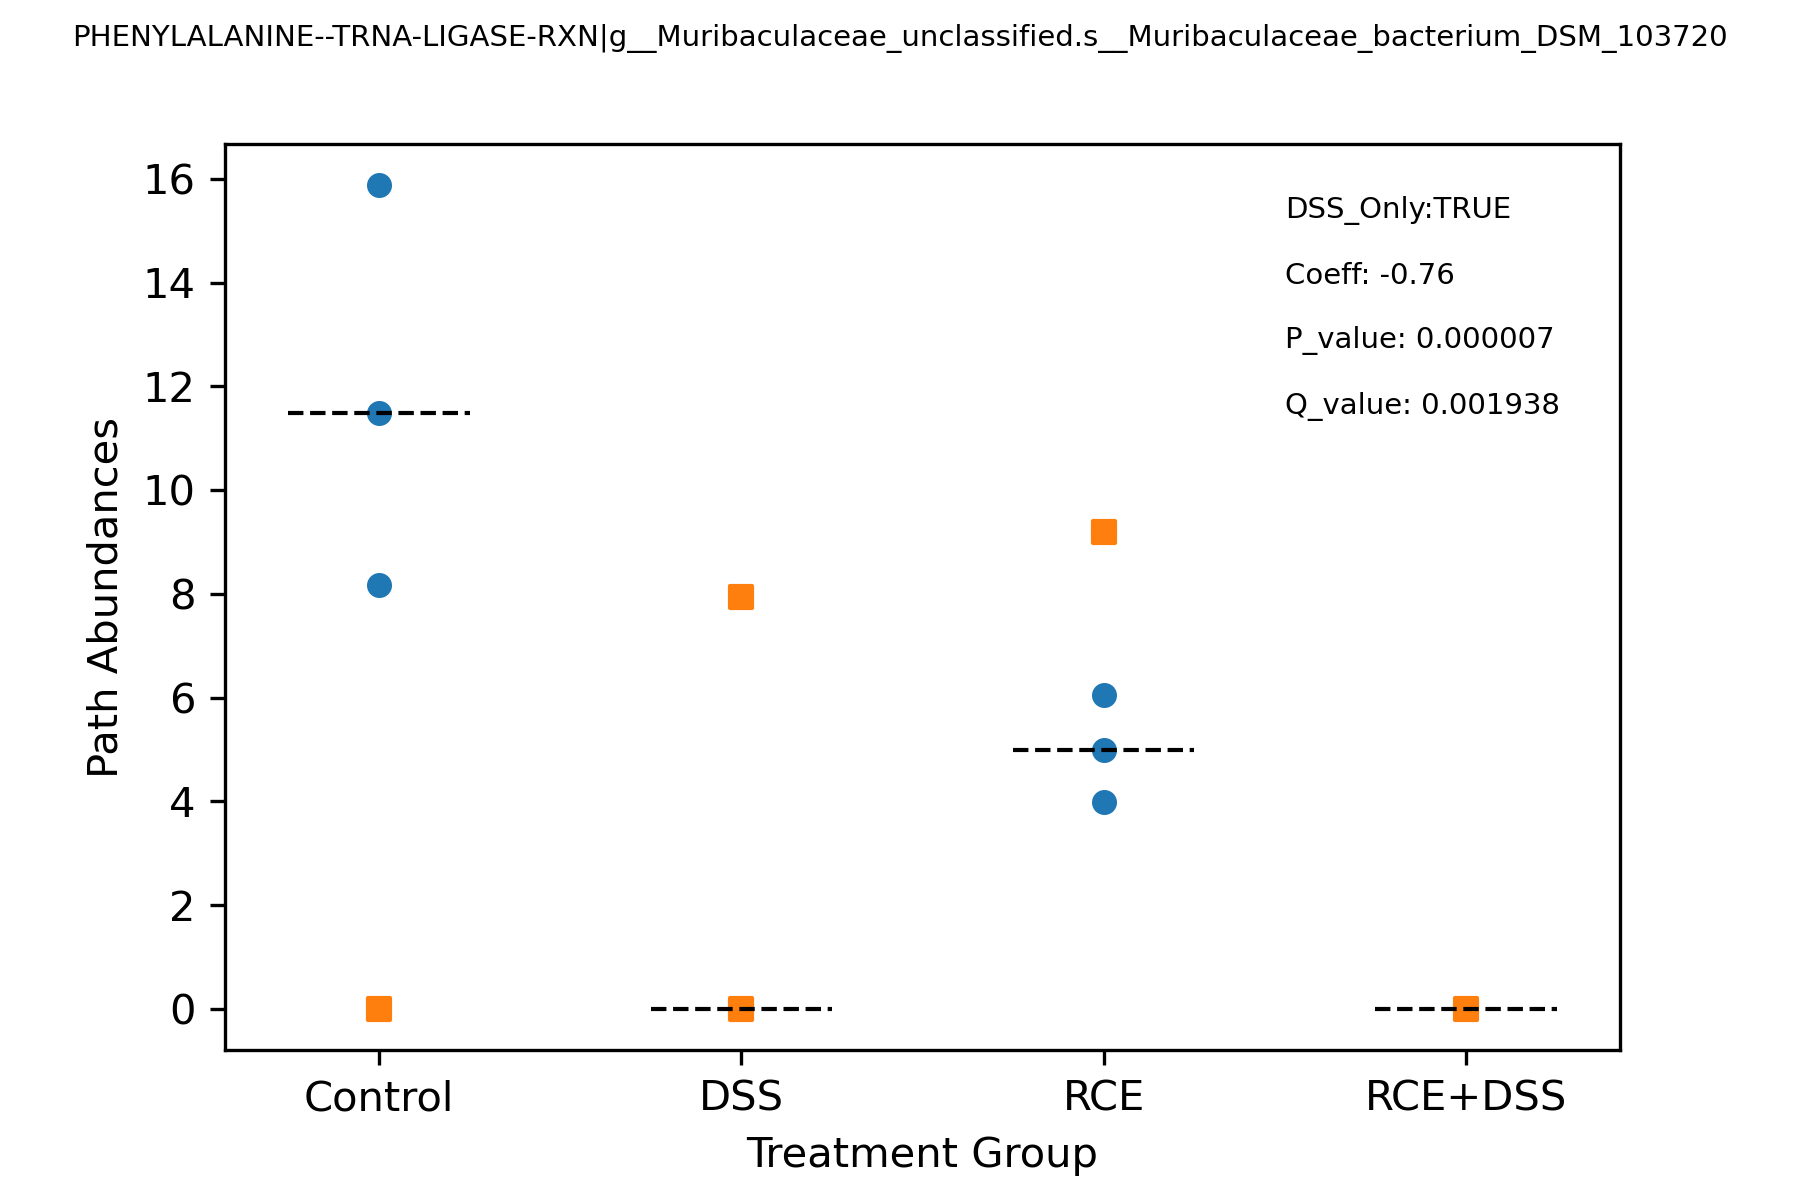 PHENYLALANINE--TRNA-LIGASE-RXN|g__Muribaculaceae_unclassified.s__Muribaculaceae_bacterium_DSM_103720
DSS_Only:TRUE
Coeff: -0.76
P_value: 0.000007
Q_value: 0.001938
Path Abundances
16
14
12
10
8
6
4
2
0
Control DSS RCE RCE+DSS
Treatment Group